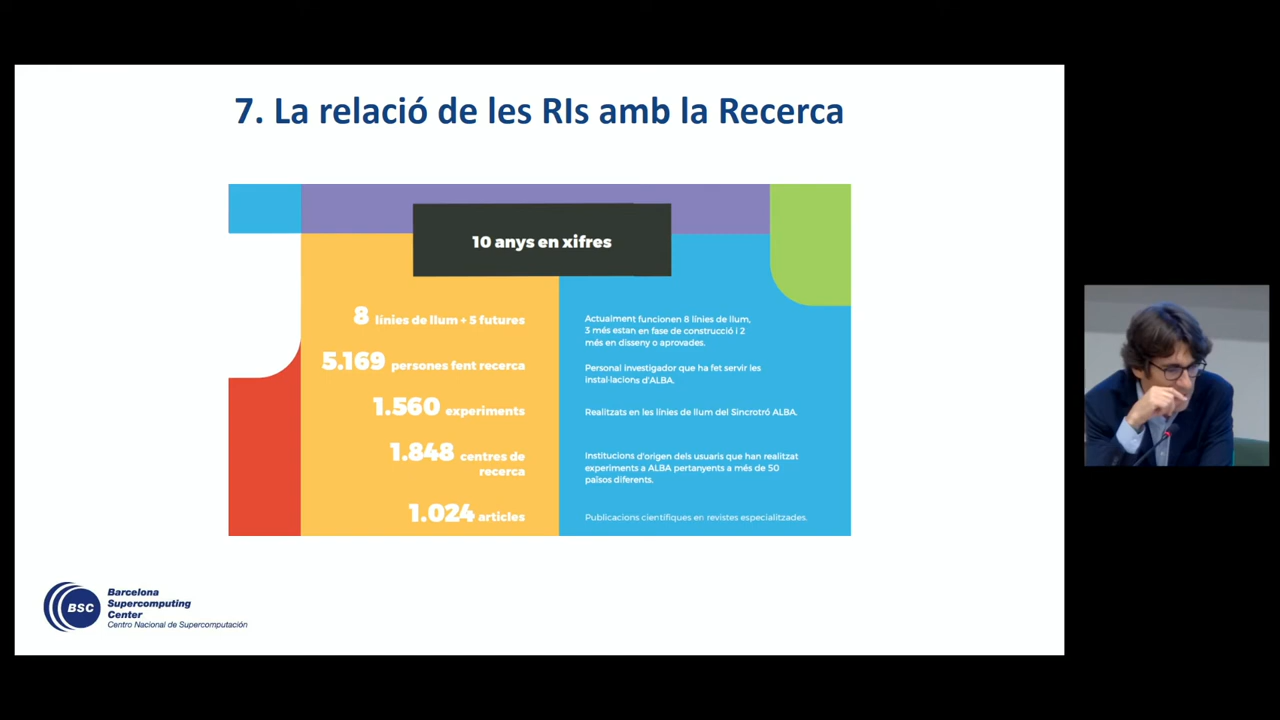 7. La relació de les RIs amb la Recerca
10 anys en xifres
8 línies de llum + 5 futures
Actualment funcionen 8 línies de llum,
3 més estan en fase de construcció i 2
més en disseny o aprovades.
5.169 persones fent recerca
Personal investigador que ha fet servir les
instal·lacions d'ALBA.
1.560 experiments
Realitzats en les línies de llum del Sincrotró ALBA.
1.848 centres de
recerca
Institucions d'origen dels usuaris que han realitzat
experiments a ALBA pertanyents a més de 50
països diferents.
1.024 articles
Publicacions científiques en revistes especialitzades.
BSC
Barcelona
Supercomputing
Center
Centro Nacional de Supercomputación